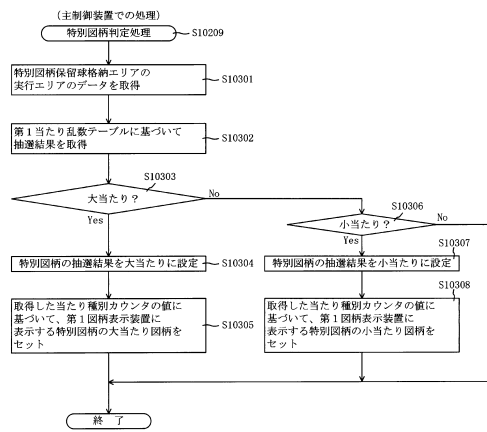 (主制御装置での処理)
特別図柄判定処理
S10209
特別図柄保留球格納エリアの
実行エリアのデータを取得
S10301
第1当たり乱数テーブルに基づいて
抽選結果を取得
S10302
S10303
大当たり？
No
Yes
S10306
小当たり？
No
Yes
特別図柄の抽選結果を大当たりに設定
S10304
S10307
特別図柄の抽選結果を小当たりに設定
取得した当たり種別カウンタの値に
基づいて、第1図柄表示装置に
表示する特別図柄の大当たり図柄を
セット
S10305
S10308
取得した当たり種別カウンタの値に
基づいて、第1図柄表示装置に
表示する特別図柄の小当たり図柄を
セット
終 了